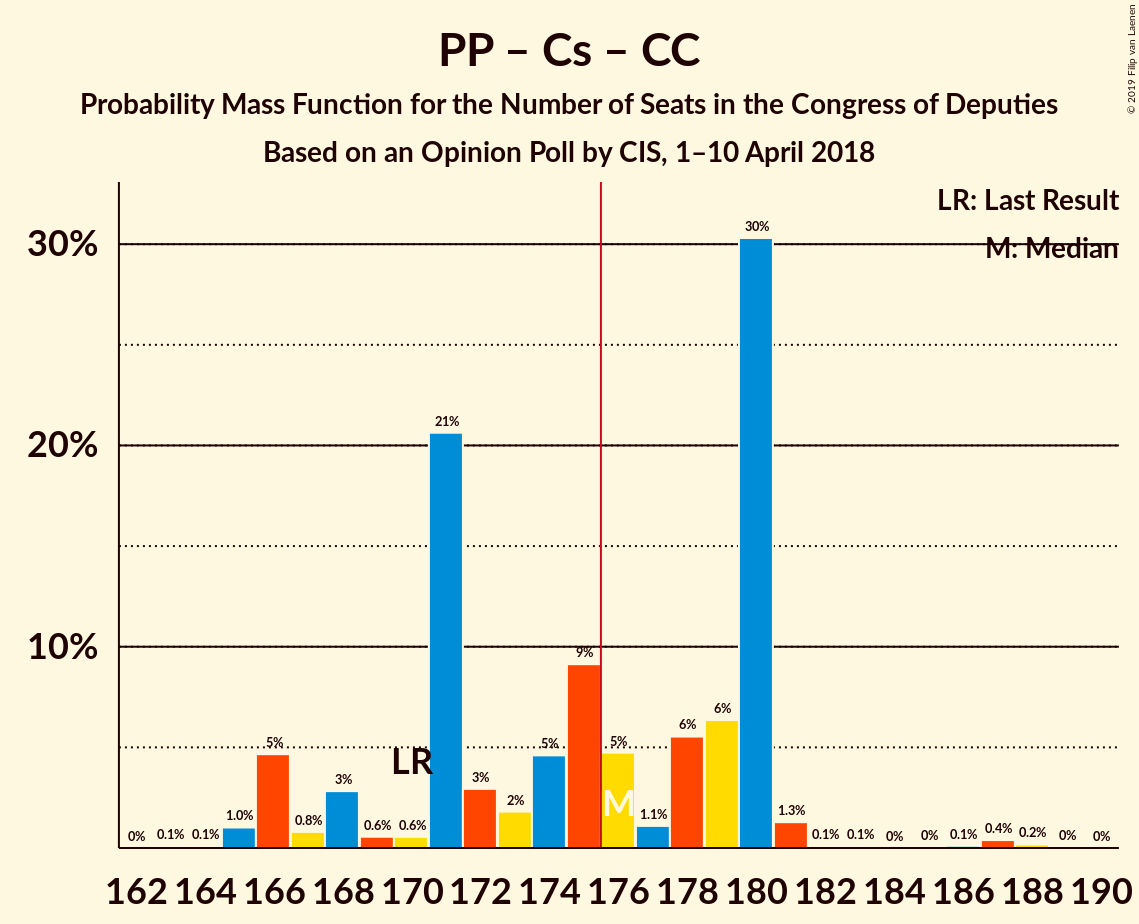 PP – Cs – CC
Probability Mass Function for the Number of Seats in the Congress of Deputies
Based on an Opinion Poll by CIS, 1–10 April 2018
© 2019 Filip van Laenen
LR: Last Result
M: Median
30%
20%
10%
0% 0.1% 0.1% 1.0% 5% 0.8% 3% 0.6% 0.6% 21% 3% 2% 5% 9% 5% 1.1% 6% 6% 30% 1.3% 0.1% 0.1% 0% 0% 0.1% 0.4% 0.2% 0% 0%
LR
M
162 164 166 168 170 172 174 176 178 180 182 184 186 188 190